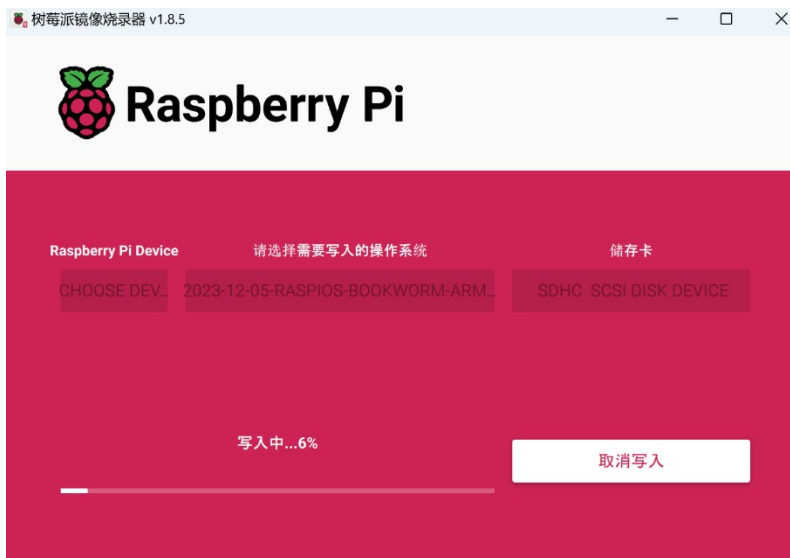 树莓派镜像烧录器 v1.8.5
Raspberry Pi
Raspberry Pi Device
请选择需要写入的操作系统
储存卡
CHOOSE DEV...
2023-12-05-RASPIOS-BOOKWORM-ARM...
SDHC SCSI DISK DEVICE
写入中...6%
取消写入